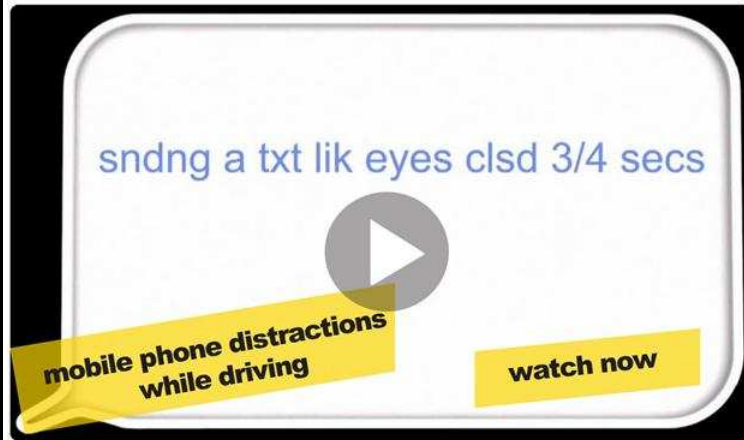 sndng a txt lik eyes clsd 3/4 secs
mobile phone distractions
while driving
watch now